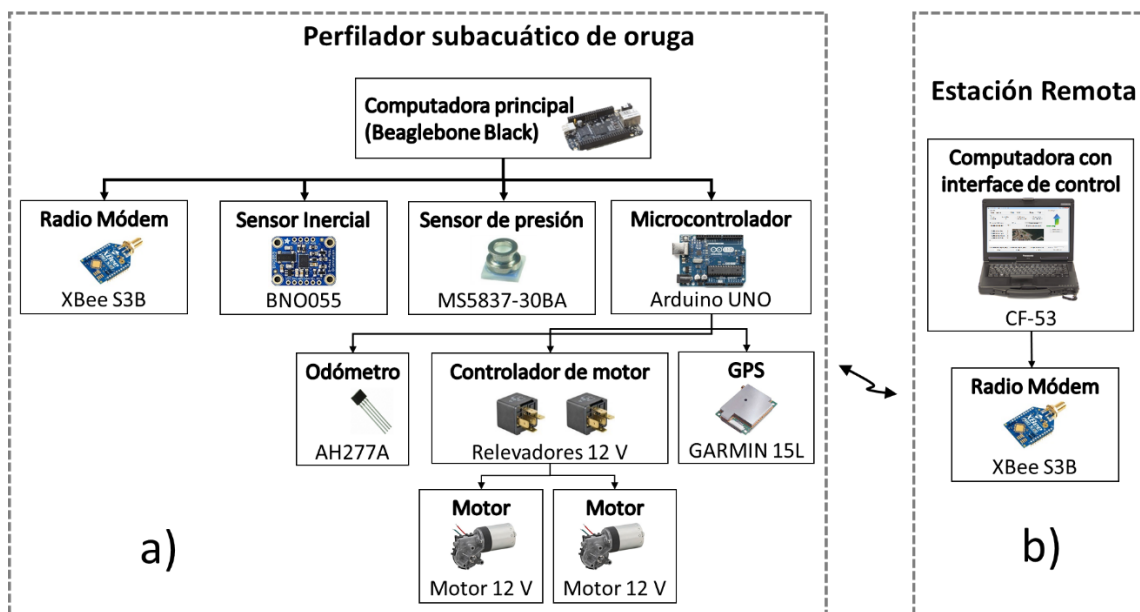 Perfilador subacuático de oruga
Computadora principal
(Beaglebone Black)
Radio Módem
XBee S3B
Sensor Inercial
BNO055
Sensor de presión
MS5837-30BA
Microcontrolador
Arduino UNO
Odómetro
AH277A
Controlador de motor
Relevadores 12 V
GPS
GARMIN 15L
Motor
Motor 12 V
Motor
Motor 12 V
a)
Estación Remota
Computadora con
interface de control
CF-53
Radio Módem
XBee S3B
b)